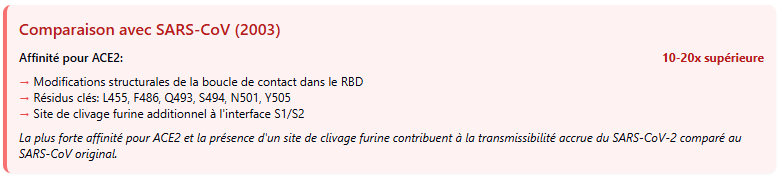 Comparaison avec SARS-CoV (2003)
Affinité pour ACE2: 10-20x supérieure
→ Modifications structurales de la boucle de contact dans le RBD
→ Résidus clés: L455, F486, Q493, S494, N501, Y505
→ Site de clivage furine additionnel à l'interface S1/S2
La plus forte affinité pour ACE2 et la présence d'un site de clivage furine contribuent à la transmissibilité accrue du SARS-CoV-2 comparé au
SARS-CoV original.